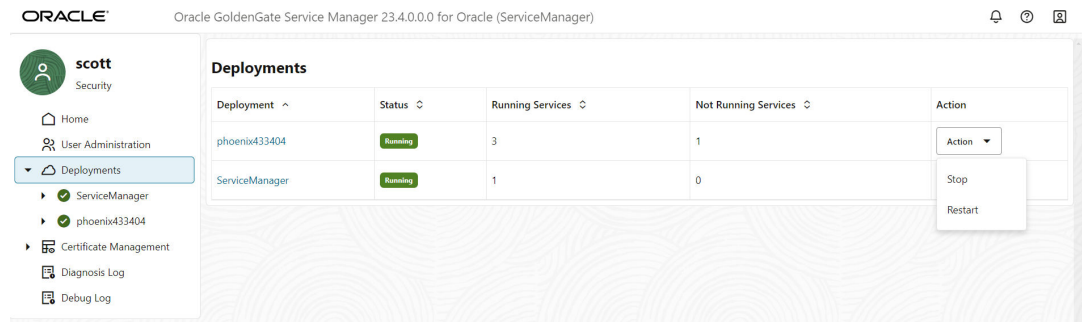 ORACLE Oracle GoldenGate Service Manager 23.4.0.0.0 for Oracle (ServiceManager)
scott
Security
Home
User Administration
Deployments
ServiceManager
phoenix433404
Certificate Management
Diagnosis Log
Debug Log
Deployments
Deployment Status Running Services Not Running Services Action
phoenix433404 Running 3 1 Action
ServiceManager Running 1 0
Stop
Restart